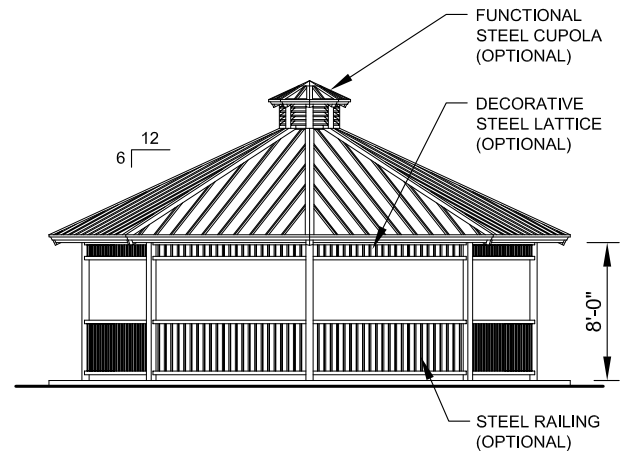 FUNCTIONAL
STEEL CUPOLA
(OPTIONAL)
DECORATIVE
STEEL LATTICE
(OPTIONAL)
12
6
8'-0"
STEEL RAILING
(OPTIONAL)